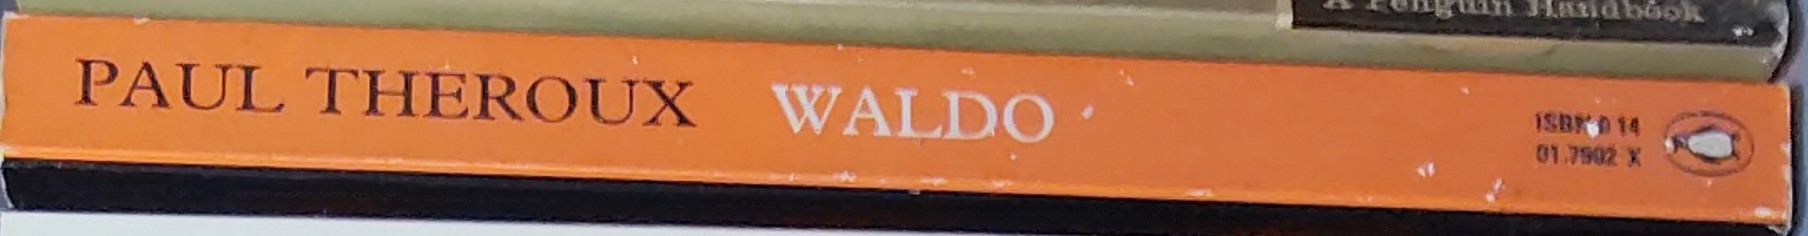 A Penguin Handbook
PAUL THEROUX WALDO
ISBN 0 14
01.7902 X